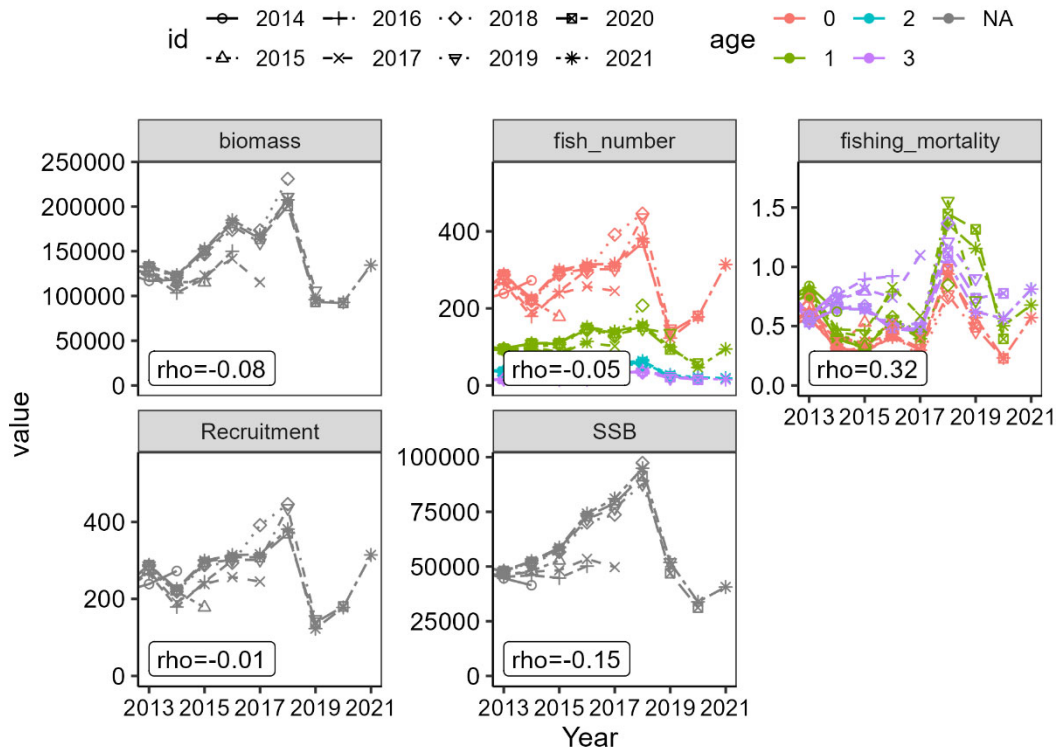 id 2014 2016 2018 2020 age 0 2 NA
2015 2017 2019 2021 1 3
biomass fish_number fishing_mortality
250000
200000
150000
100000
50000
0
rho=-0.08
400
200
0
rho=-0.05
1.5
1.0
0.5
0.0
rho=0.32
2013 2015 2017 2019 2021
value
Recruitment SSB
400
200
0
rho=-0.01
100000
75000
50000
25000
0
rho=-0.15
2013 2015 2017 2019 2021 2013 2015 2017 2019 2021
Year